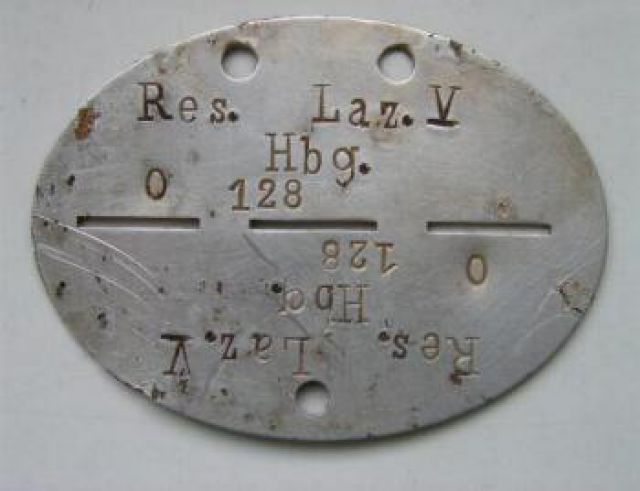 Res. Laz. V
Hbg.
O 128
128 O
Hbg
Res. Laz. V.